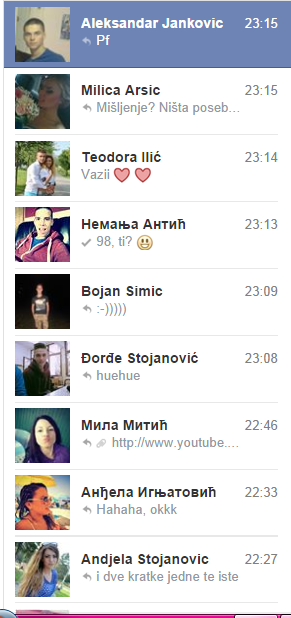 Aleksandar Jankovic 23:15
Pf
Milica Arsic 23:15
Mišljenje? Ništa poseb...
Teodora Ilić 23:14
Vazii
Немања Антић 23:13
98, ti?
Bojan Simic 23:09
:-)))))
Đorđe Stojanović 23:08
huehue
Мила Митић 22:46
http://www.youtube....
Анђела Игњатовић 22:33
Hahaha, okkk
Andjela Stojanovic 22:27
i dve kratke jedne te iste